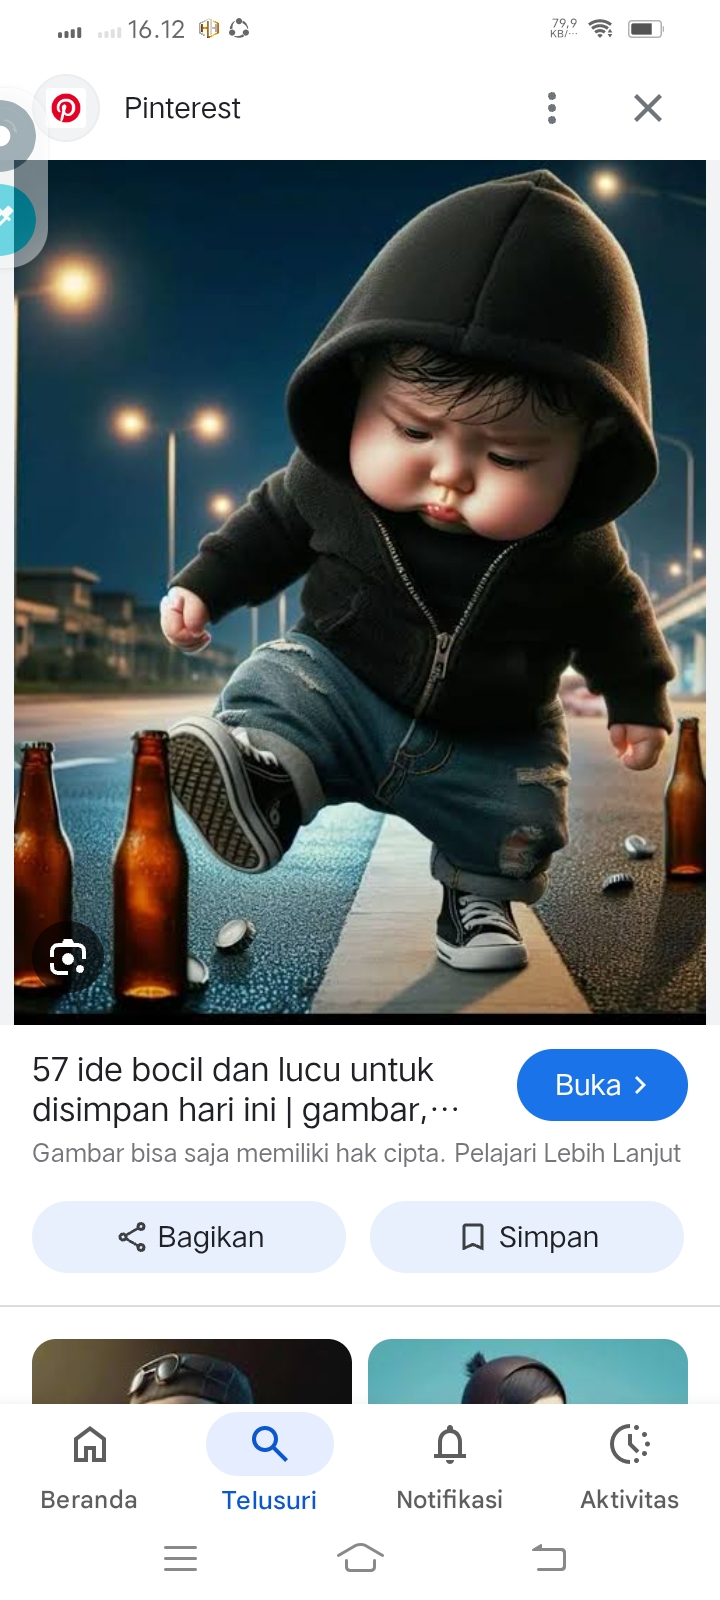 16.12
79,9
KB/...
Pinterest
57 ide bocil dan lucu untuk
disimpan hari ini | gambar,...
Buka
Gambar bisa saja memiliki hak cipta. Pelajari Lebih Lanjut
Bagikan
Simpan
Beranda
Telusuri
Notifikasi
Aktivitas